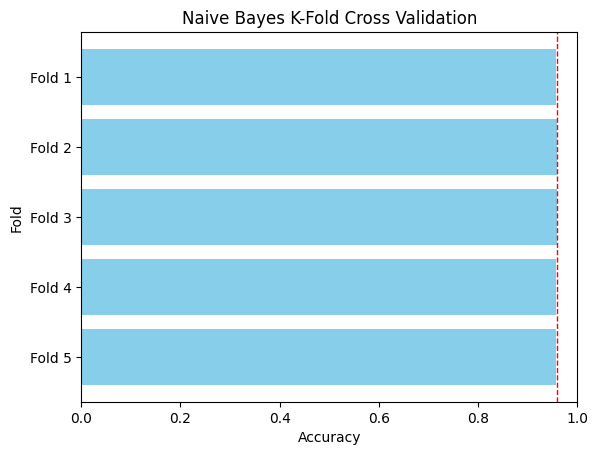 Naive Bayes K-Fold Cross Validation
Fold 1
Fold 2
Fold 3
Fold 4
Fold 5
Fold
0.0 0.2 0.4 0.6 0.8 1.0
Accuracy